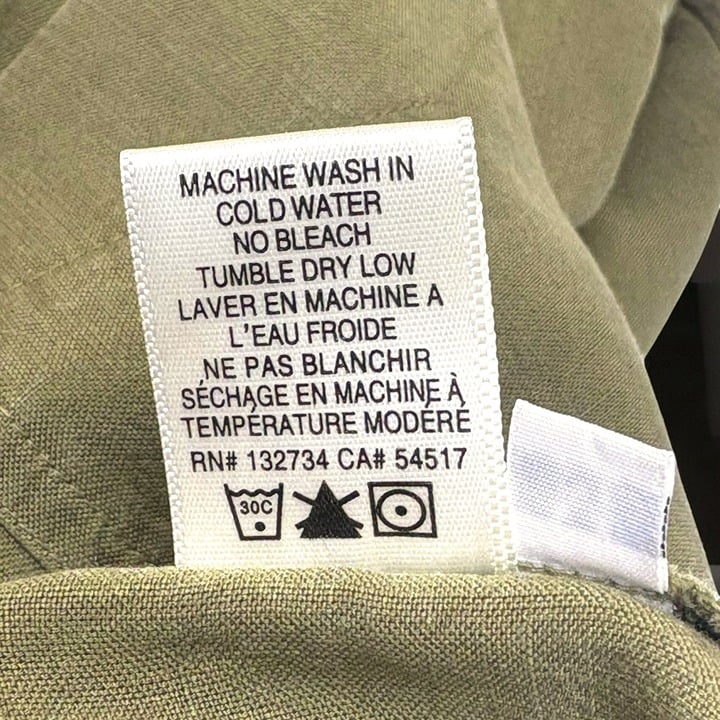 MACHINE WASH IN
COLD WATER
NO BLEACH
TUMBLE DRY LOW
LAVER EN MACHINE A
L'EAU FROIDE
NE PAS BLANCHIR
SÉCHAGE EN MACHINE À
TEMPÉRATURE MODÉRÉ
RN# 132734 CA# 54517
30C